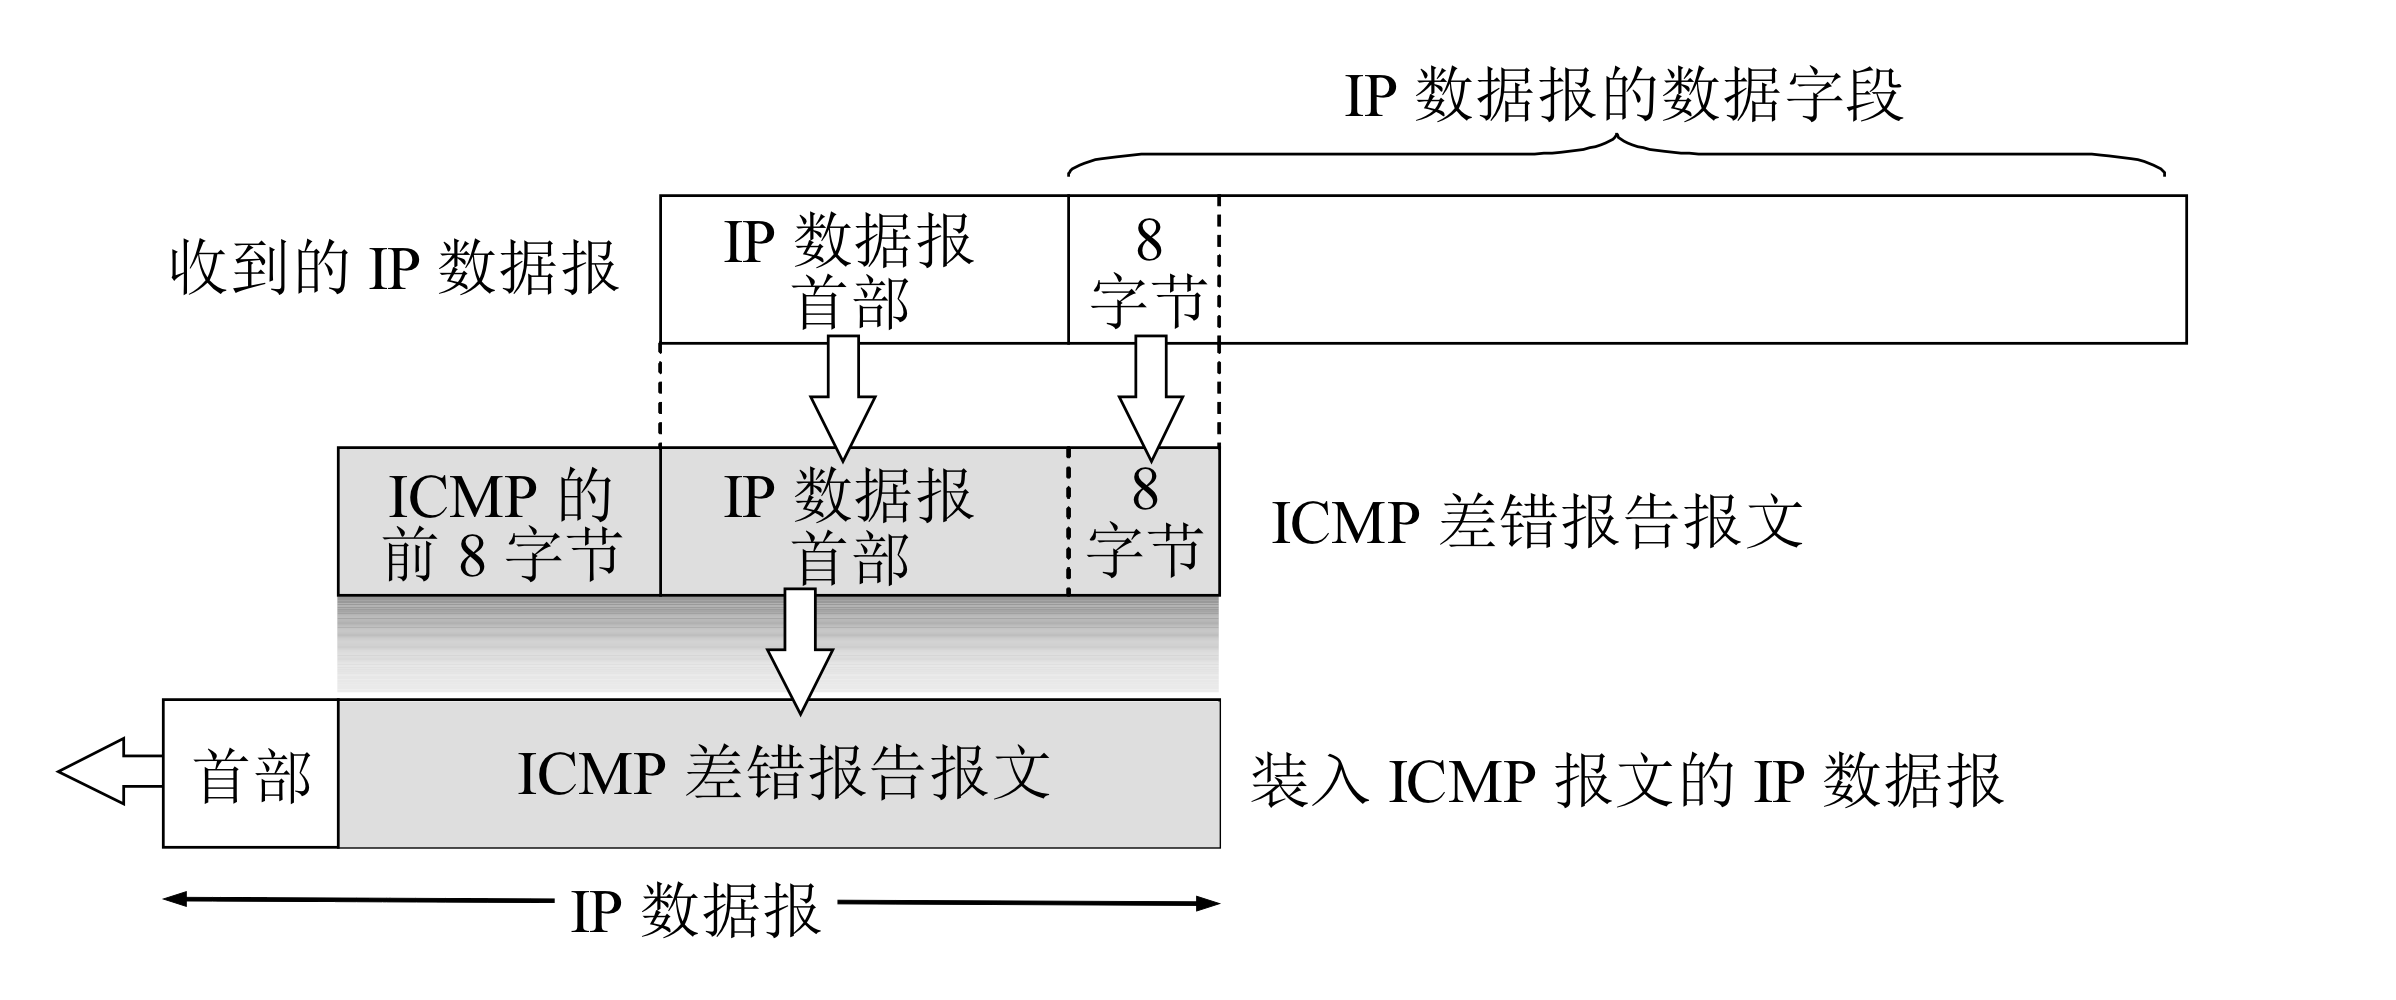 IP 数据报的数据字段
收到的 IP 数据报
IP 数据报
首部
8
字节
ICMP 的
前 8 字节
IP 数据报
首部
8
字节
ICMP 差错报告报文
首部
ICMP 差错报告报文
装入 ICMP 报文的 IP 数据报
IP 数据报